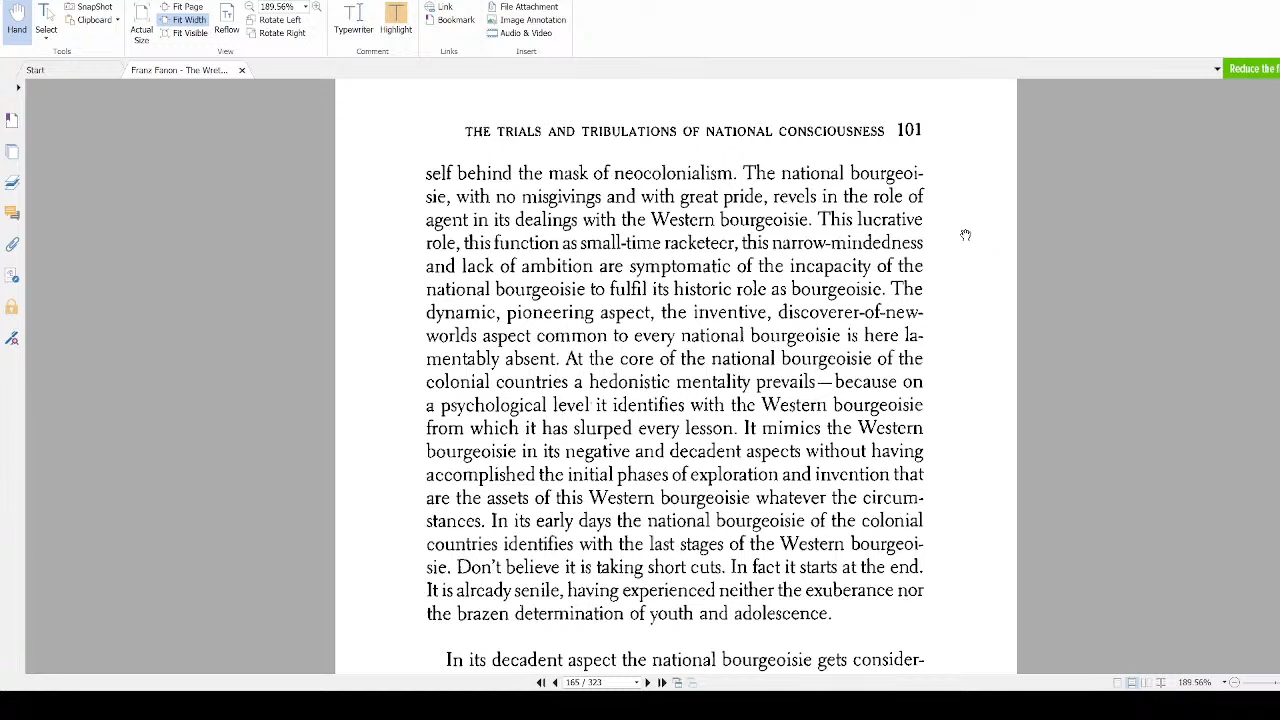 SnapShot
Clipboard
Hand
Select
Tools
Actual
Size
Fit Page
Fit Width
Fit Visible
Reflow
189.56%
Rotate Left
Rotate Right
View
Typewriter
Highlight
Comment
Link
Bookmark
Links
File Attachment
Image Annotation
Audio & Video
Insert
Start
Franz Fanon - The Wret...
Reduce the f
THE TRIALS AND TRIBULATIONS OF NATIONAL CONSCIOUSNESS 101
self behind the mask of neocolonialism. The national bourgeoi-
sie, with no misgivings and with great pride, revels in the role of
agent in its dealings with the Western bourgeoisie. This lucrative
role, this function as small-time racketeer, this narrow-mindedness
and lack of ambition are symptomatic of the incapacity of the
national bourgeoisie to fulfil its historic role as bourgeoisie. The
dynamic, pioneering aspect, the inventive, discoverer-of-new-
worlds aspect common to every national bourgeoisie is here la-
mentably absent. At the core of the national bourgeoisie of the
colonial countries a hedonistic mentality prevails—because on
a psychological level it identifies with the Western bourgeoisie
from which it has slurped every lesson. It mimics the Western
bourgeoisie in its negative and decadent aspects without having
accomplished the initial phases of exploration and invention that
are the assets of this Western bourgeoisie whatever the circum-
stances. In its early days the national bourgeoisie of the colonial
countries identifies with the last stages of the Western bourgeoi-
sie. Don't believe it is taking short cuts. In fact it starts at the end.
It is already senile, having experienced neither the exuberance nor
the brazen determination of youth and adolescence.
In its decadent aspect the national bourgeoisie gets consider-
165 / 323
189.56%